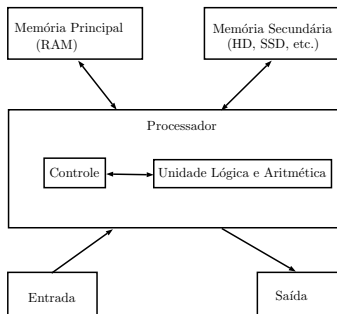 Memória Principal
(RAM)
Memória Secundária
(HD, SSD, etc.)
Processador
Controle
Unidade Lógica e Aritmética
Entrada
Saída